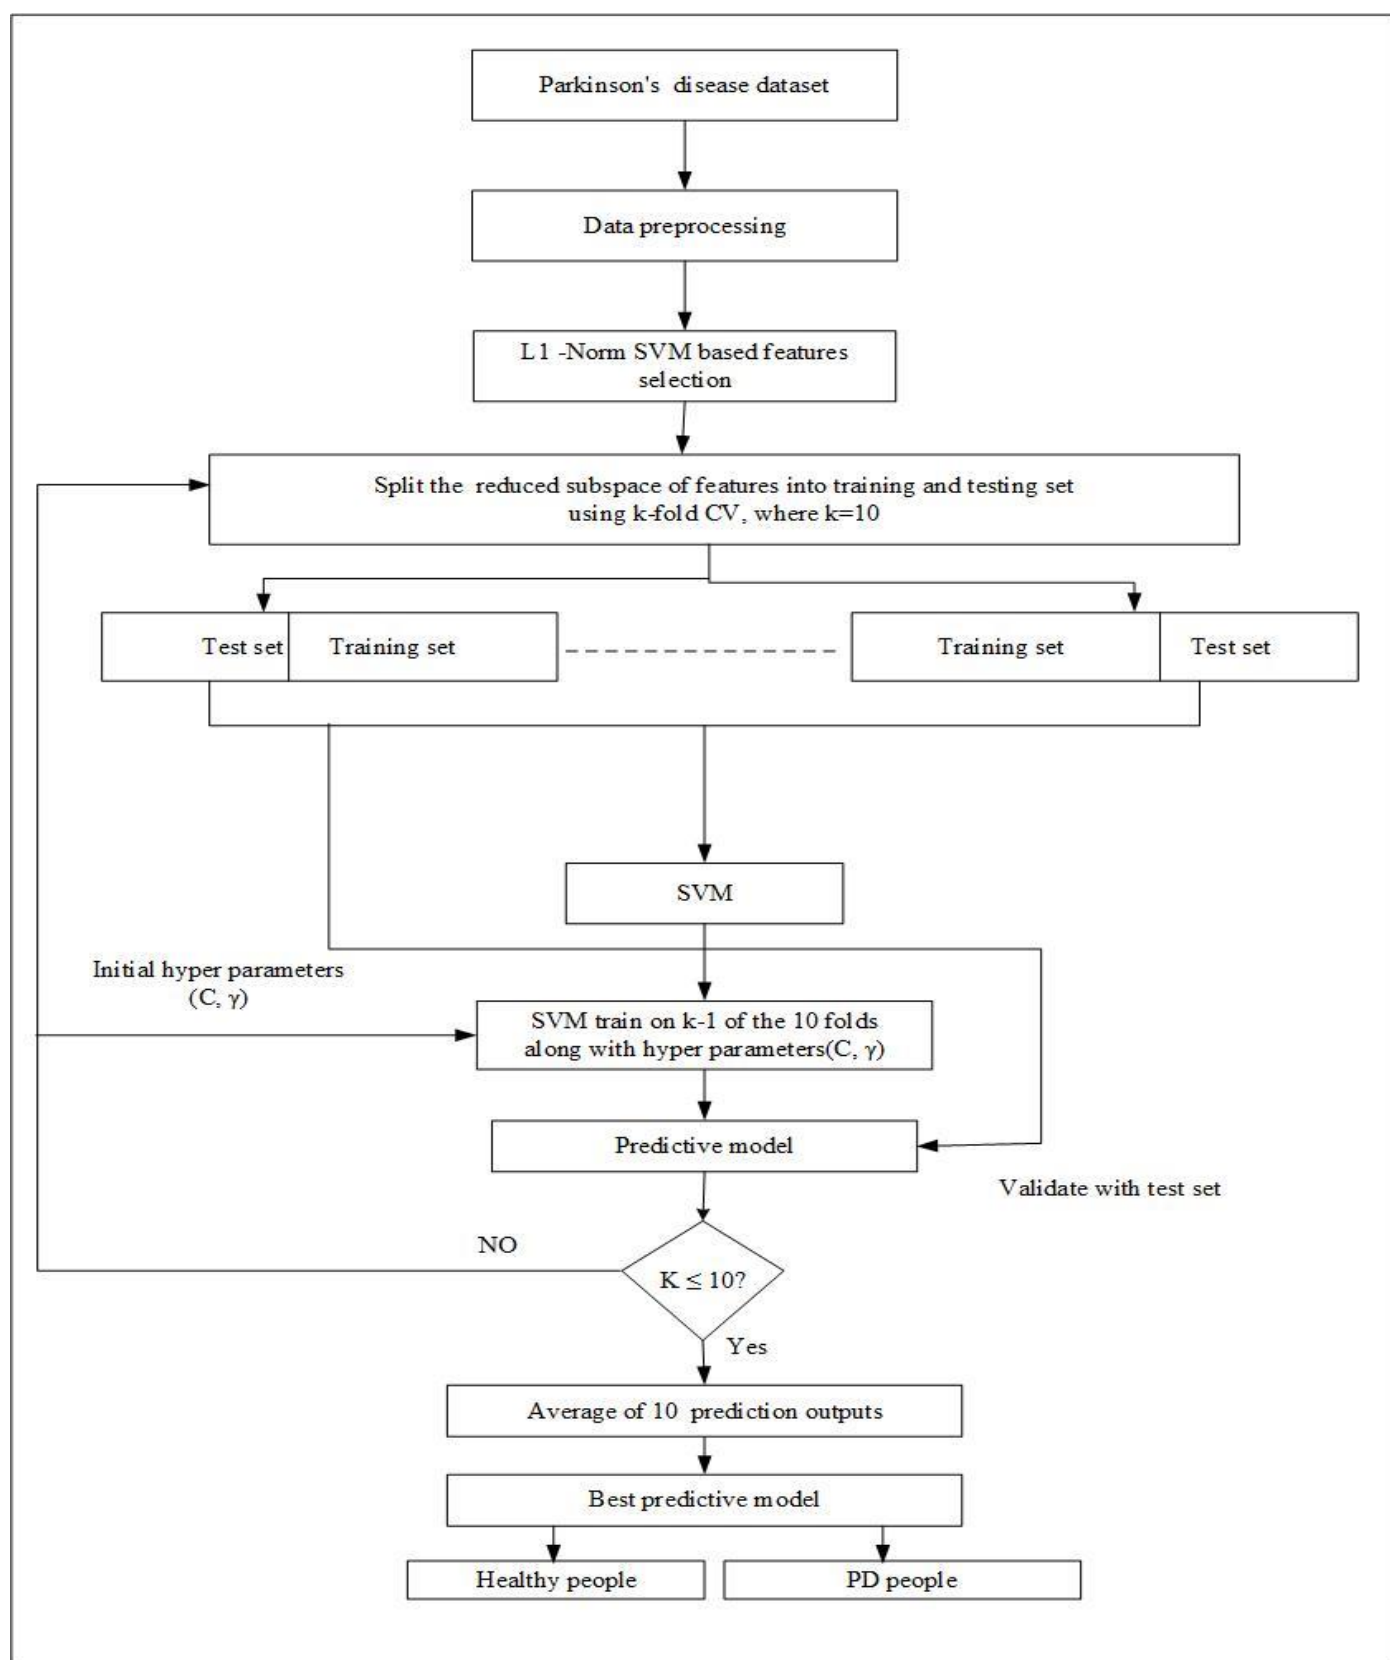 Parkinson's disease dataset
Data preprocessing
L1 -Norm SVM based features
selection
Split the reduced subspace of features into training and testing set
using k-fold CV, where k=10
Test set
Training set
Training set
Test set
SVM
Initial hyper parameters
(C, γ)
SVM train on k-1 of the 10 folds
along with hyper parameters(C, γ)
Predictive model
Validate with test set
NO
K ≤ 10?
Yes
Average of 10 prediction outputs
Best predictive model
Healthy people
PD people